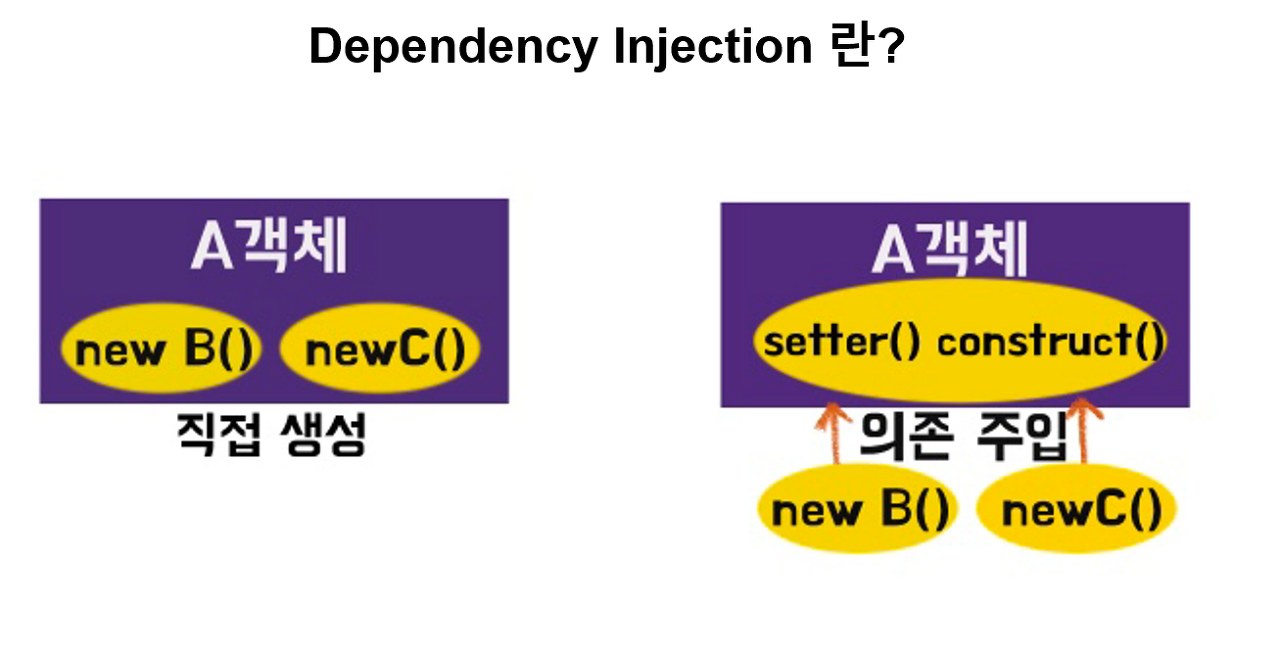 Dependency Injection 란?
A객체
new B() newC()
직접 생성
A객체
setter() construct()
의존 주입
new B() newC()